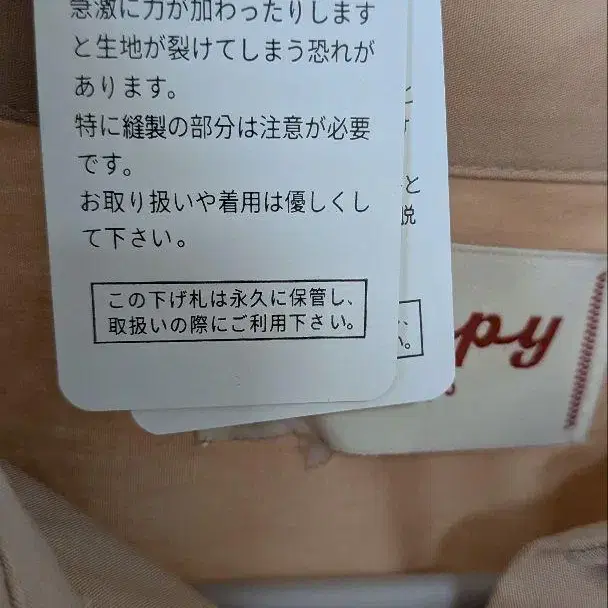 急激に力が加わったりします
と生地が裂けてしまう恐れが
あります。
特に縫製の部分は注意が必要
です。
お取り扱いや着用は優しくし
て下さい。
この下げ札は永久に保管し、
取扱いの際にご利用下さい。
と
脱
py